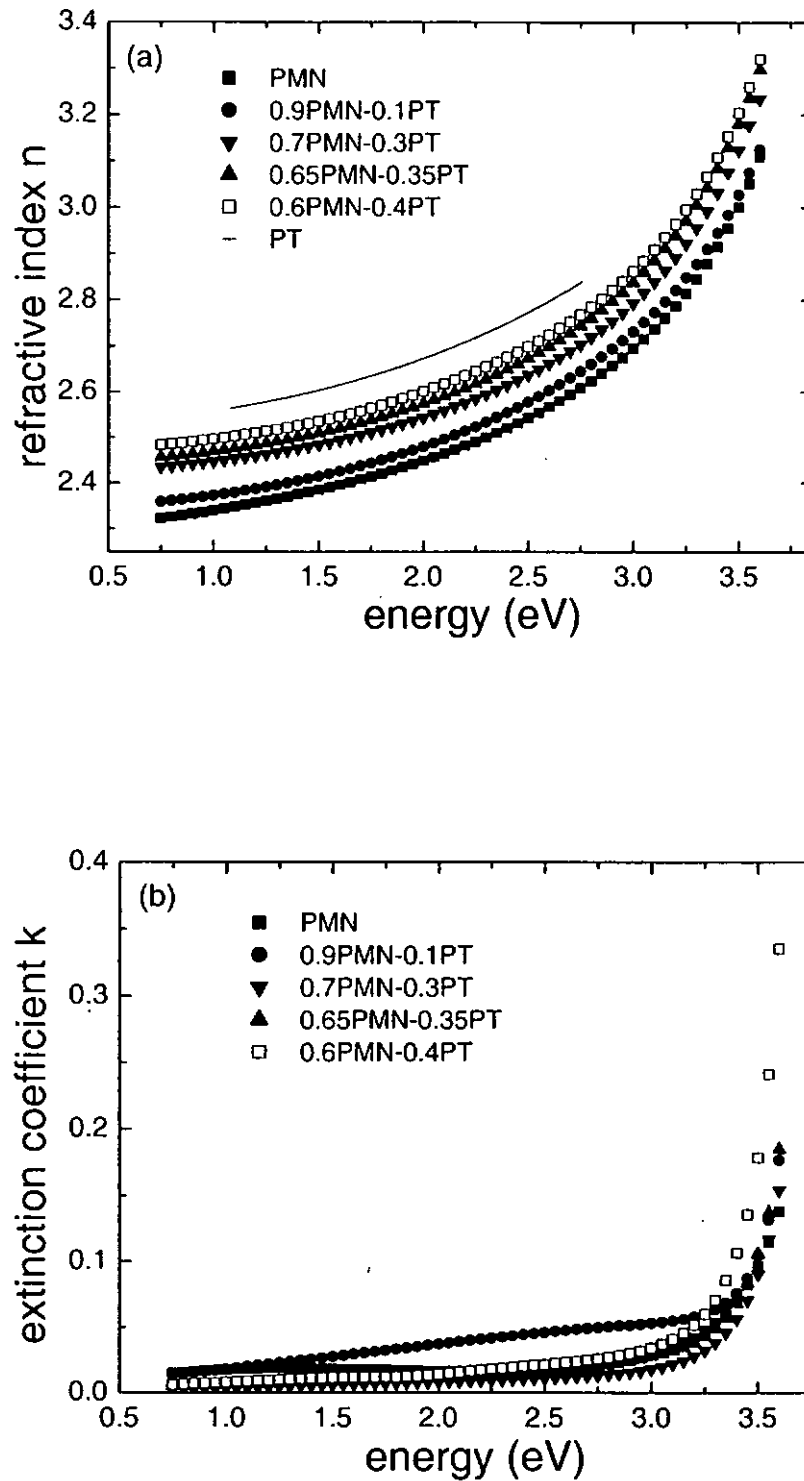 (a)
PMN
0.9PMN-0.1PT
0.7PMN-0.3PT
0.65PMN-0.35PT
0.6PMN-0.4PT
PT
refractive index n
3.4
3.2
3.0
2.8
2.6
2.4
0.5 1.0 1.5 2.0 2.5 3.0 3.5
energy (eV)
(b)
PMN
0.9PMN-0.1PT
0.7PMN-0.3PT
0.65PMN-0.35PT
0.6PMN-0.4PT
extinction coefficient k
0.4
0.3
0.2
0.1
0.0
0.5 1.0 1.5 2.0 2.5 3.0 3.5
energy (eV)